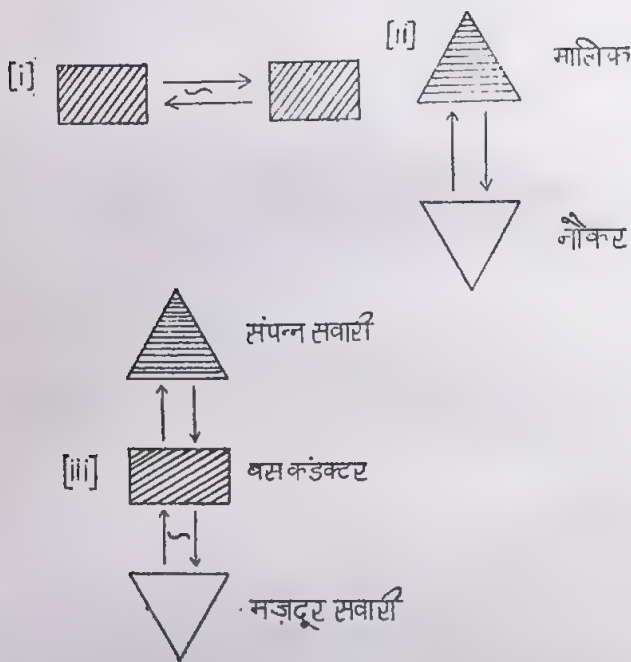 [i]
[ii]
मालिक
नौकर
संपन्न सवारी
[iii]
बस कंडक्टर
मज़दूर सवारी